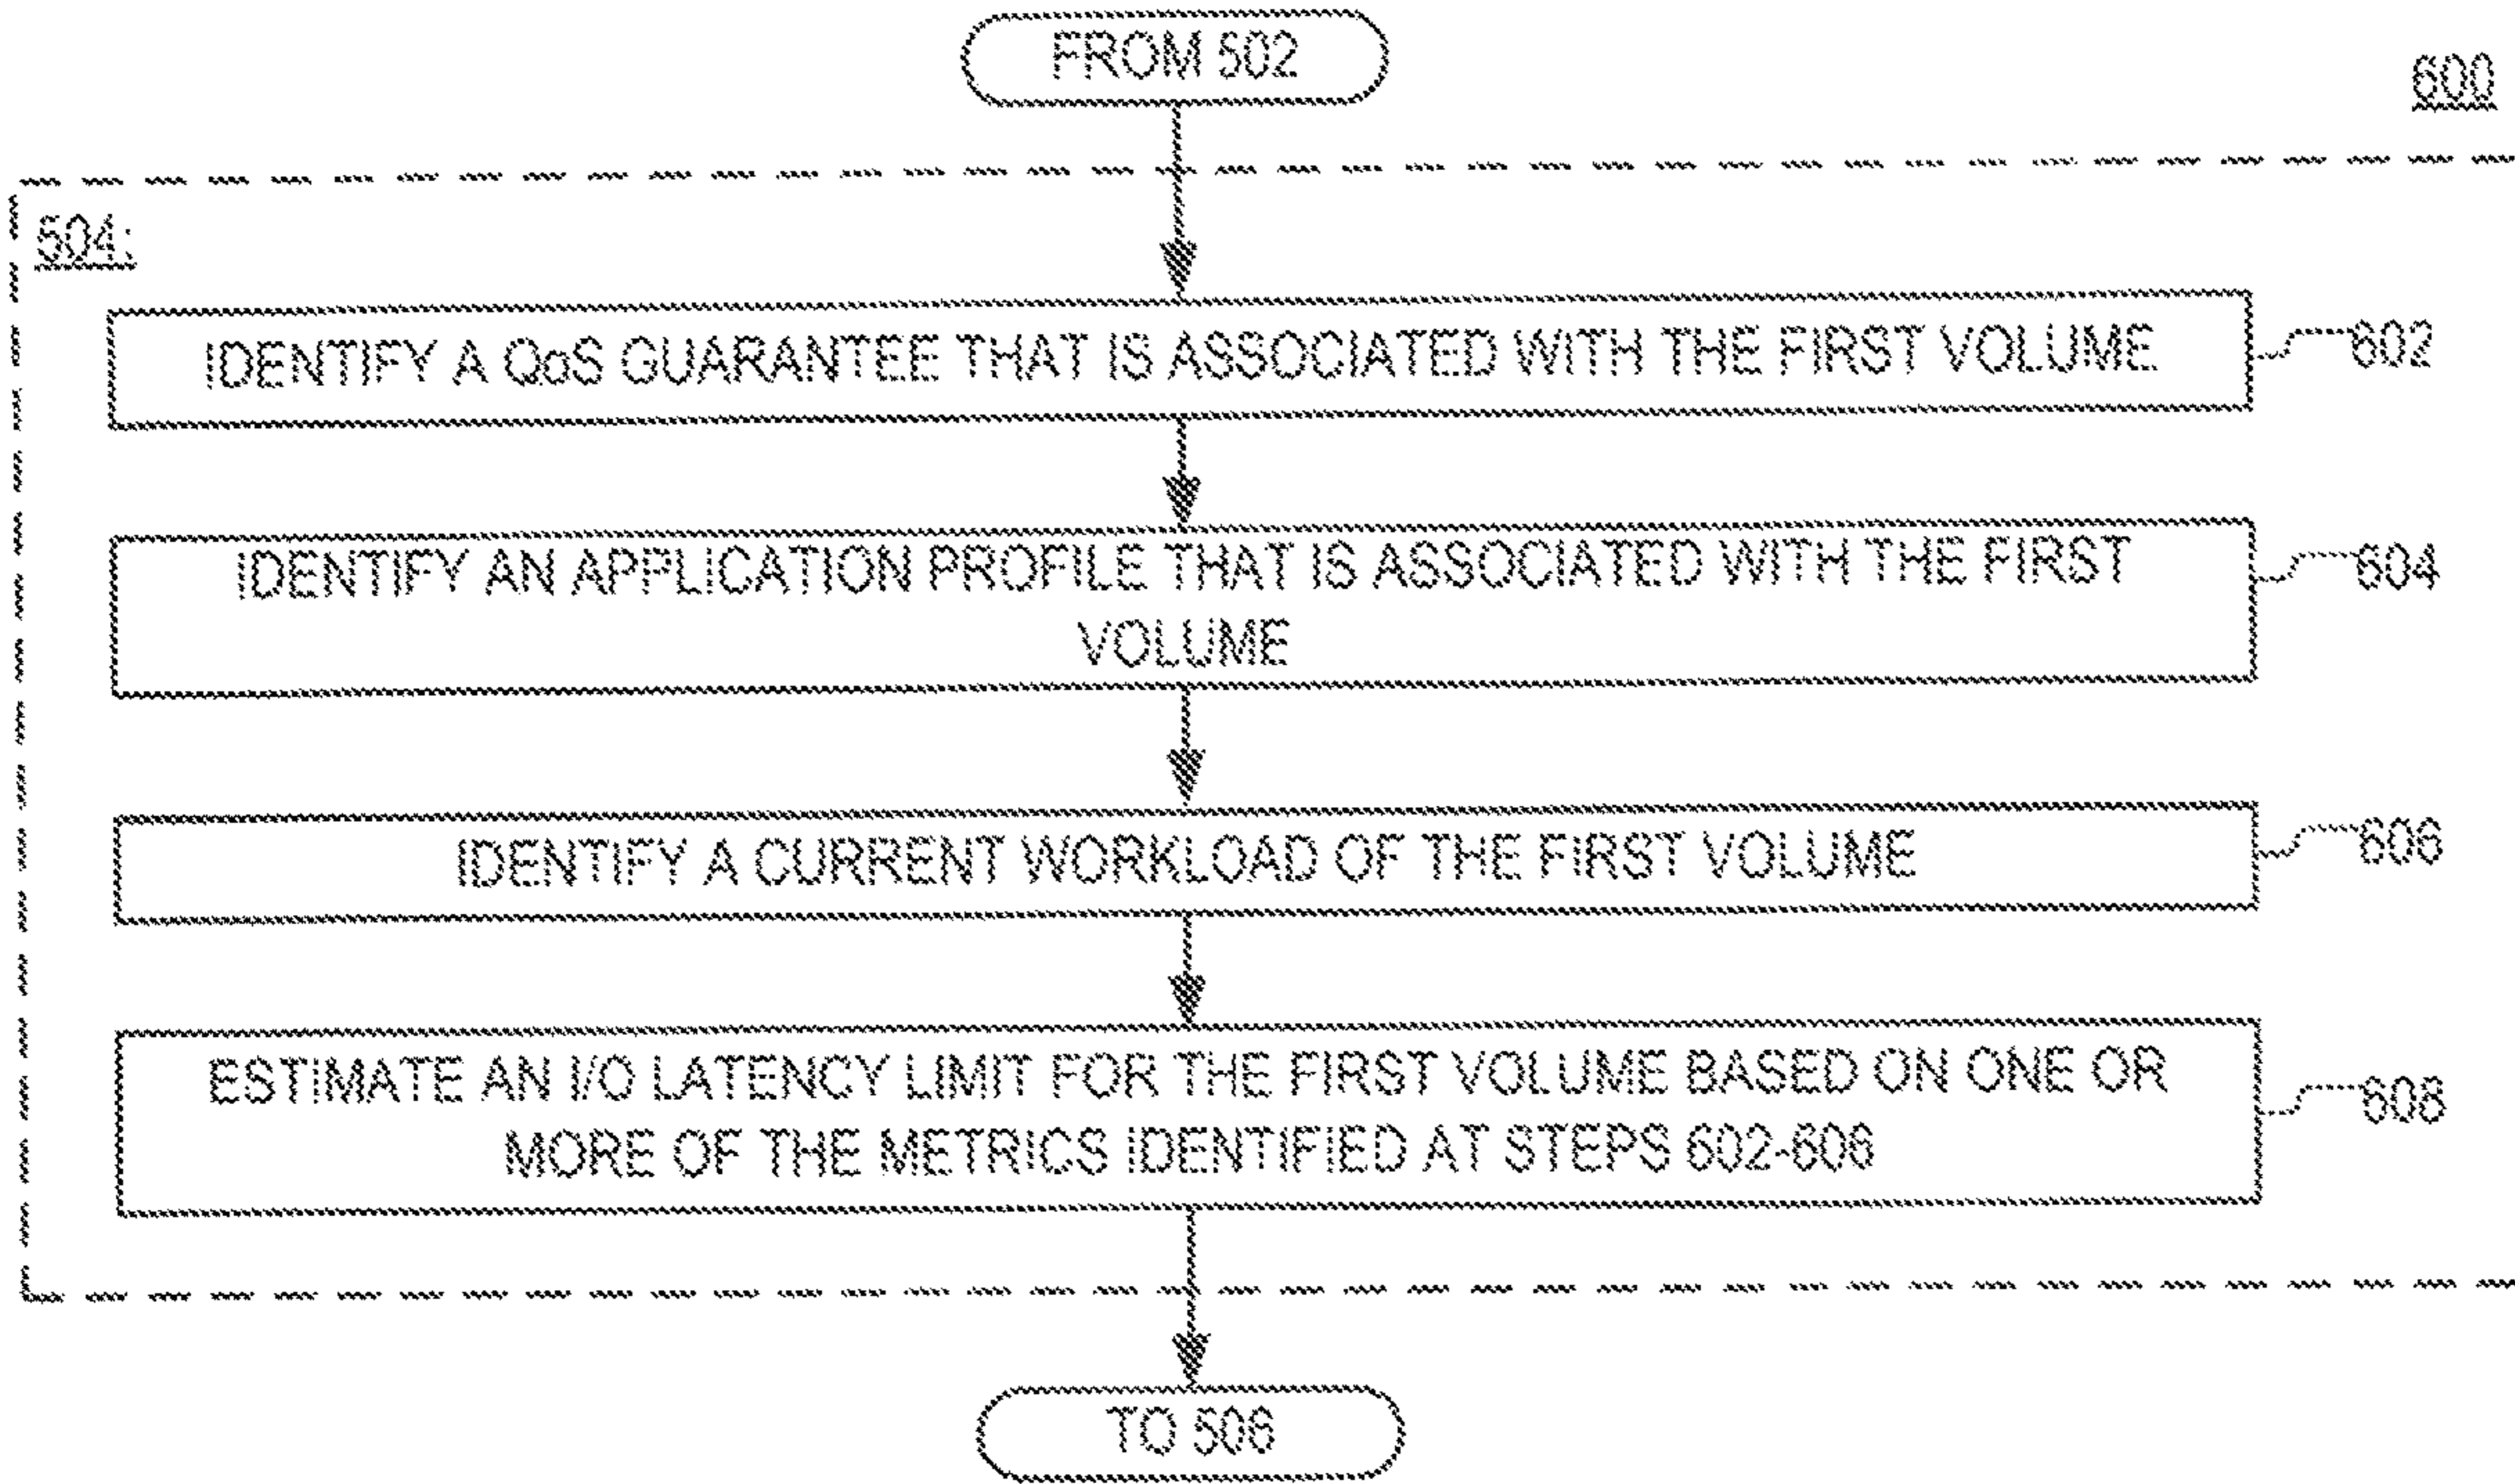 FROM 502
600
504:
IDENTIFY A QoS GUARANTEE THAT IS ASSOCIATED WITH THE FIRST VOLUME
602
IDENTIFY AN APPLICATION PROFILE THAT IS ASSOCIATED WITH THE FIRST
VOLUME
604
IDENTIFY A CURRENT WORKLOAD OF THE FIRST VOLUME
606
ESTIMATE AN I/O LATENCY LIMIT FOR THE FIRST VOLUME BASED ON ONE OR
MORE OF THE METRICS IDENTIFIED AT STEPS 602-606
608
TO 506